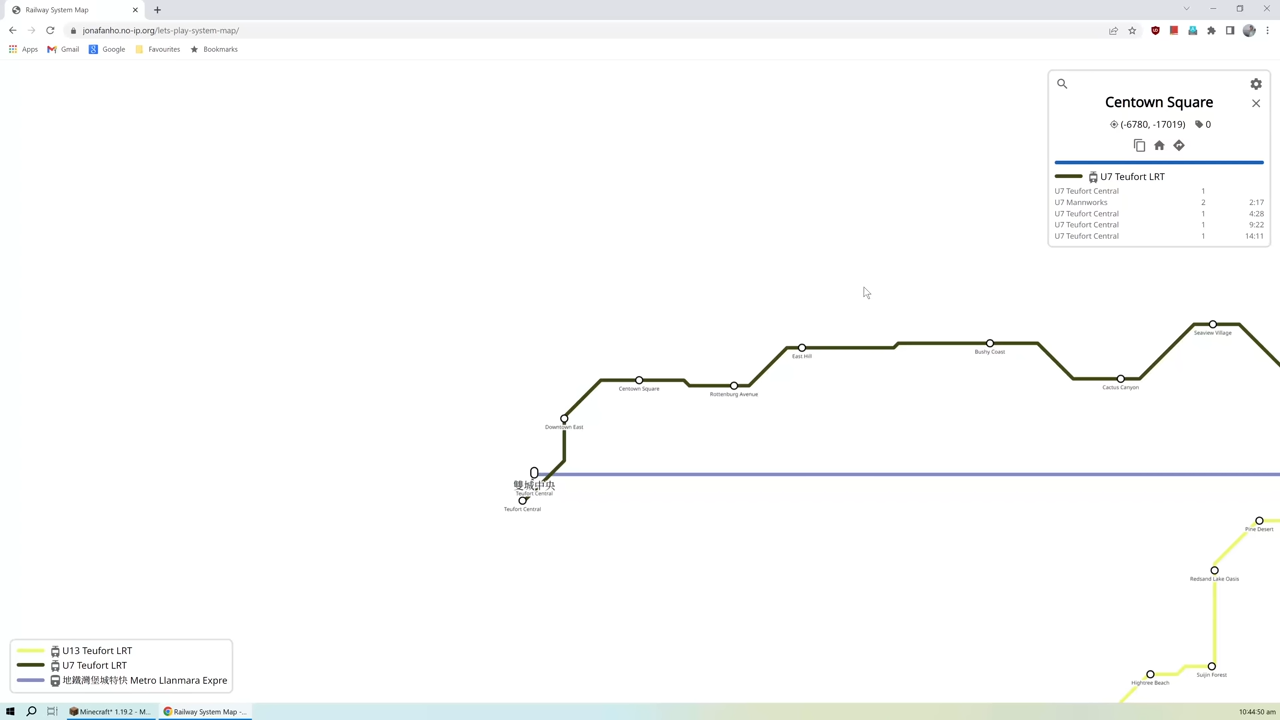 Railway System Map
jonafanho.no-ip.org/lets-play-system-map/
Apps Gmail Google Favourites Bookmarks
Centown Square
(-6780, -17019) 0
U7 Teufort LRT
U7 Teufort Central 1
U7 Mannworks 2 2:17
U7 Teufort Central 1 4:28
U7 Teufort Central 1 9:22
U7 Teufort Central 1 14:11
Seaview Village
East Hill
Bushy Coast
Centown Square
Rottenburg Avenue
Cactus Canyon
Downtown East
雙城中央
Teufort Central
Teufort Central
Pine Desert
Redsand Lake Oasis
Suijin Forest
Hightree Beach
U13 Teufort LRT
U7 Teufort LRT
地鐵灣堡城特快 Metro Llanmara Expre
Minecraft* 1.19.2 - M... Railway System Map -... 10:44:50 am